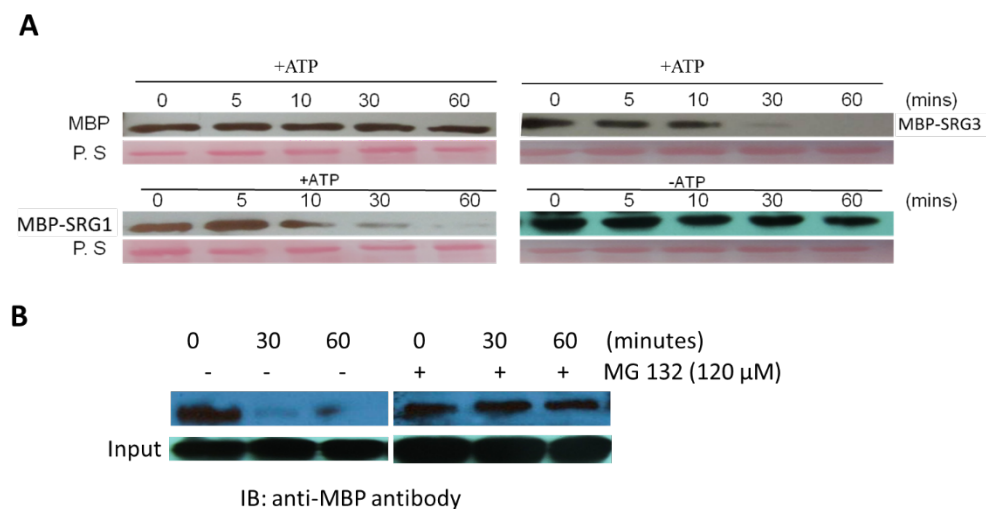 A
+ATP
0 5 10 30 60
MBP
P. S
+ATP
0 5 10 30 60 (mins)
MBP-SRG3
+ATP
0 5 10 30 60
MBP-SRG1
P. S
-ATP
0 5 10 30 60 (mins)
B
0 30 60 0 30 60 (minutes)
- - - + + + MG 132 (120 μM)
Input
IB: anti-MBP antibody